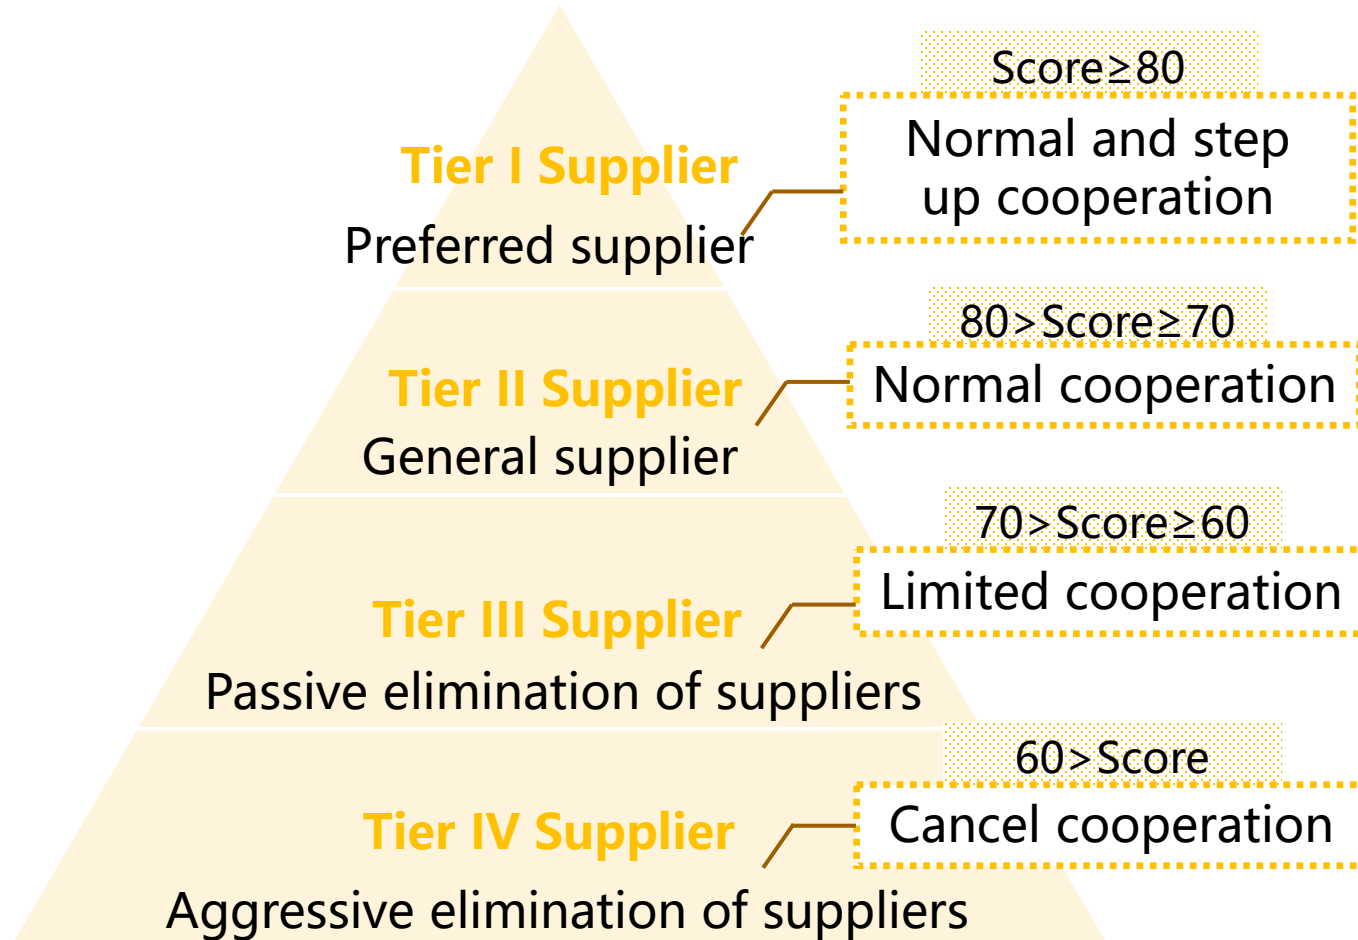 Score≥80
Tier I Supplier
Preferred supplier
Normal and step
up cooperation
80>Score≥70
Tier II Supplier
General supplier
Normal cooperation
70>Score≥60
Tier III Supplier
Passive elimination of suppliers
Limited cooperation
60>Score
Tier IV Supplier
Aggressive elimination of suppliers
Cancel cooperation